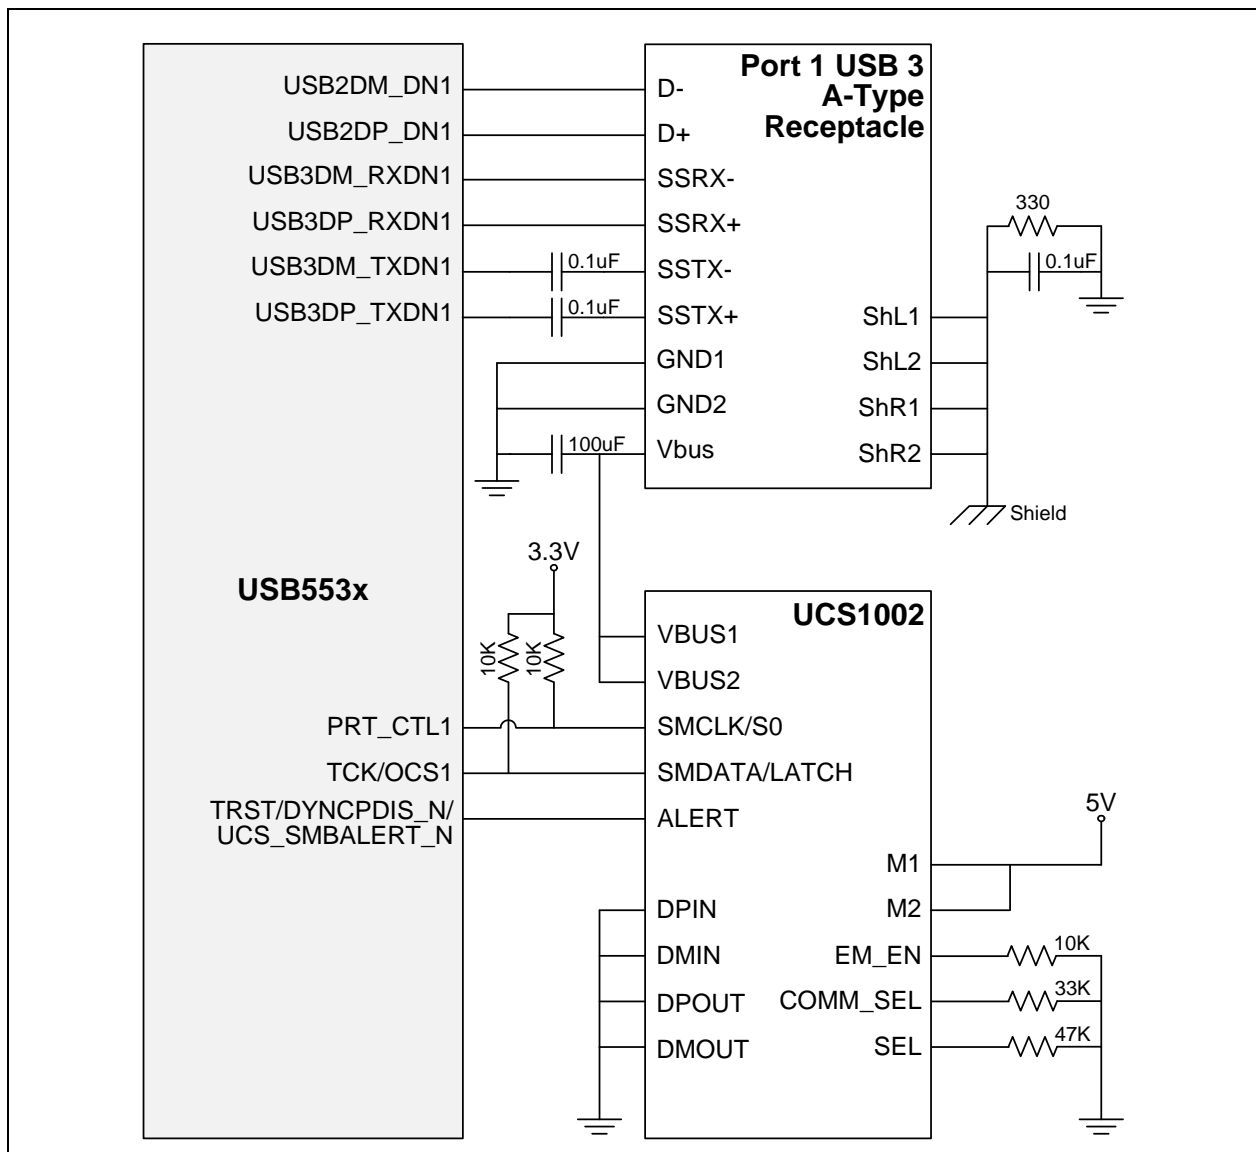 USB553x
USB2DM_DN1
USB2DP_DN1
USB3DM_RXDN1
USB3DP_RXDN1
USB3DM_TXDN1
USB3DP_TXDN1
PRT_CTL1
TCK/OCS1
TRST/DYNCPDIS_N/
UCS_SMBALERT_N
0.1uF
0.1uF
100uF
3.3V
10K
10K
Port 1 USB 3
A-Type
Receptacle
D-
D+
SSRX-
SSRX+
SSTX-
SSTX+
GND1
GND2
Vbus
ShL1
ShL2
ShR1
ShR2
330
0.1uF
Shield
UCS1002
VBUS1
VBUS2
SMCLK/S0
SMDATA/LATCH
ALERT
DPIN
DMIN
DPOUT
DMOUT
M1
M2
EM_EN
COMM_SEL
SEL
5V
10K
33K
47K